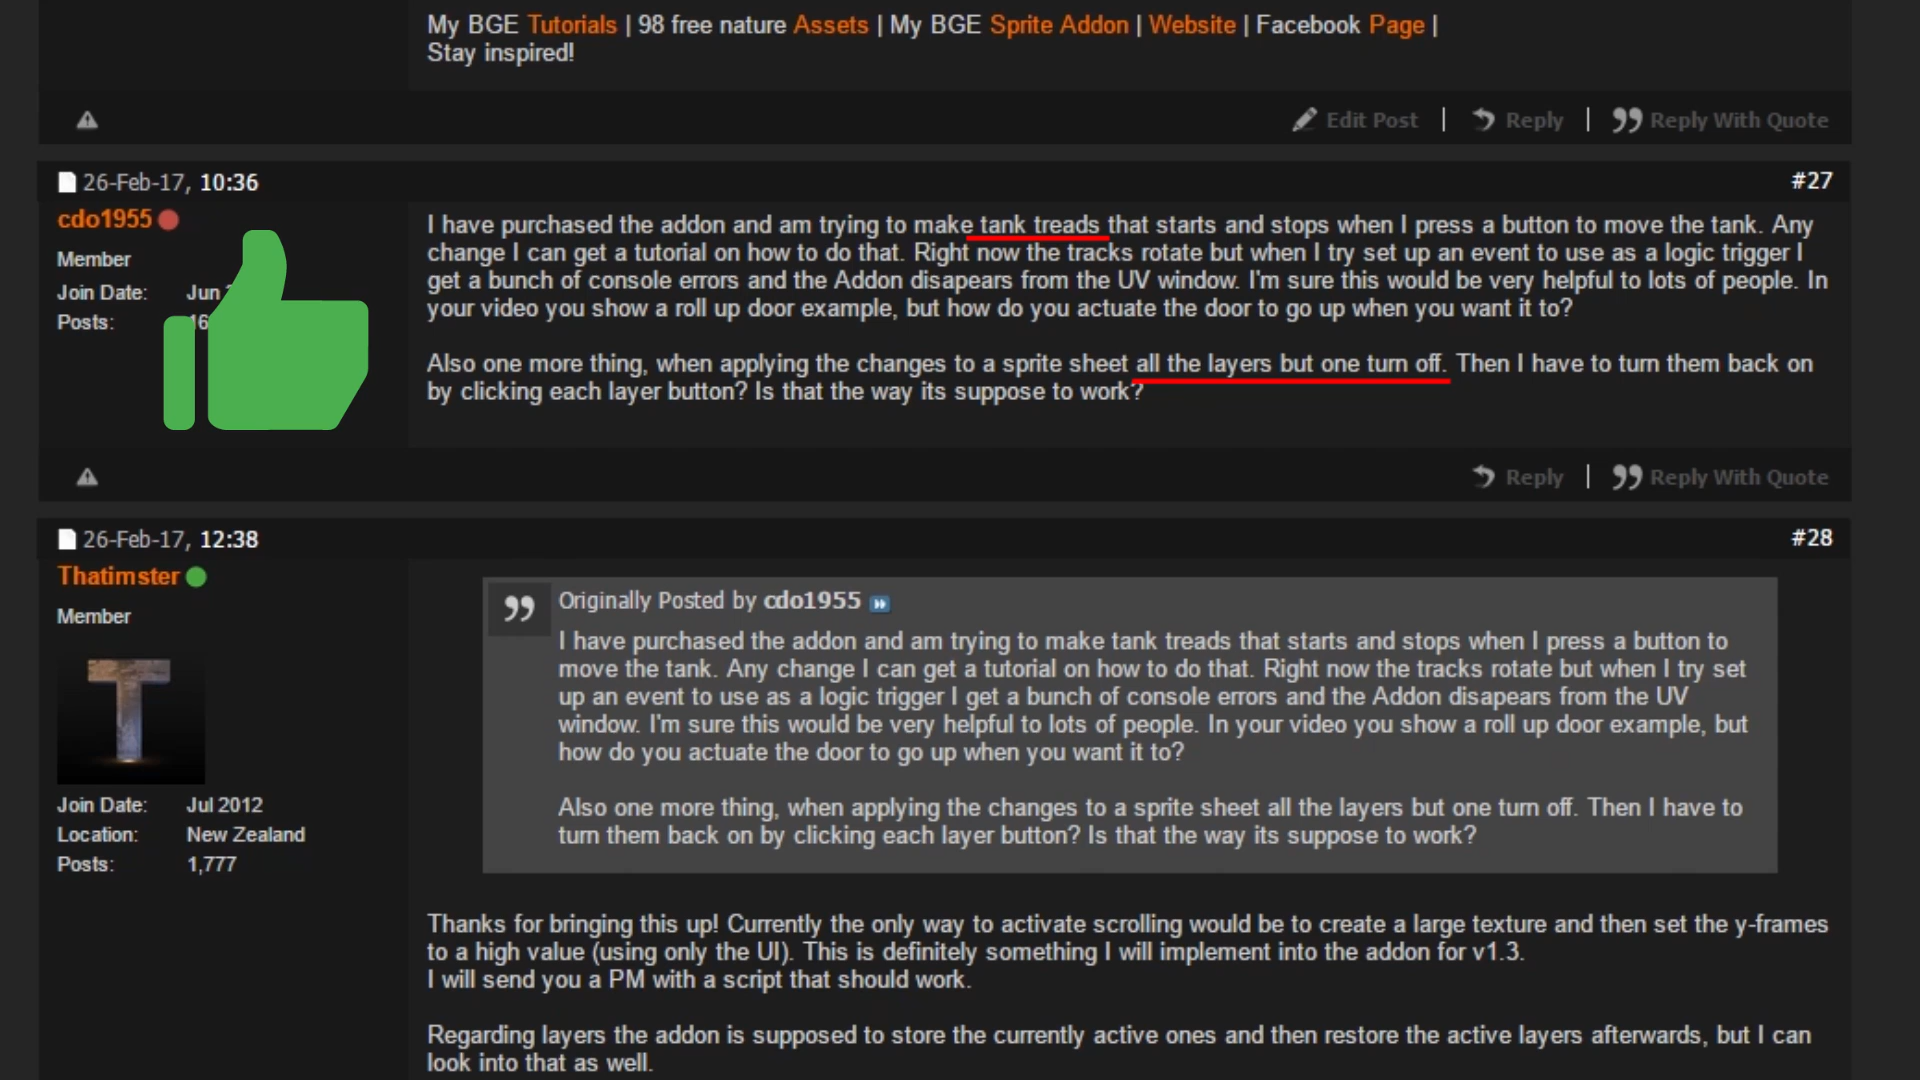 My BGE Tutorials | 98 free nature Assets | My BGE Sprite Addon | Website | Facebook Page |
Stay inspired!
Edit Post | Reply | Reply With Quote
26-Feb-17, 10:36 #27
cdo1955
Member
Join Date: Jun
Posts: 16
I have purchased the addon and am trying to make tank treads that starts and stops when I press a button to move the tank. Any
change I can get a tutorial on how to do that. Right now the tracks rotate but when I try set up an event to use as a logic trigger I
get a bunch of console errors and the Addon disapears from the UV window. I'm sure this would be very helpful to lots of people. In
your video you show a roll up door example, but how do you actuate the door to go up when you want it to?
Also one more thing, when applying the changes to a sprite sheet all the layers but one turn off. Then I have to turn them back on
by clicking each layer button? Is that the way its suppose to work?
Reply | Reply With Quote
26-Feb-17, 12:38 #28
Thatimster
Member
T
Join Date: Jul 2012
Location: New Zealand
Posts: 1,777
Originally Posted by cdo1955
I have purchased the addon and am trying to make tank treads that starts and stops when I press a button to
move the tank. Any change I can get a tutorial on how to do that. Right now the tracks rotate but when I try set
up an event to use as a logic trigger I get a bunch of console errors and the Addon disapears from the UV
window. I'm sure this would be very helpful to lots of people. In your video you show a roll up door example, but
how do you actuate the door to go up when you want it to?
Also one more thing, when applying the changes to a sprite sheet all the layers but one turn off. Then I have to
turn them back on by clicking each layer button? Is that the way its suppose to work?
Thanks for bringing this up! Currently the only way to activate scrolling would be to create a large texture and then set the y-frames
to a high value (using only the UI). This is definitely something I will implement into the addon for v1.3.
I will send you a PM with a script that should work.
Regarding layers the addon is supposed to store the currently active ones and then restore the active layers afterwards, but I can
look into that as well.